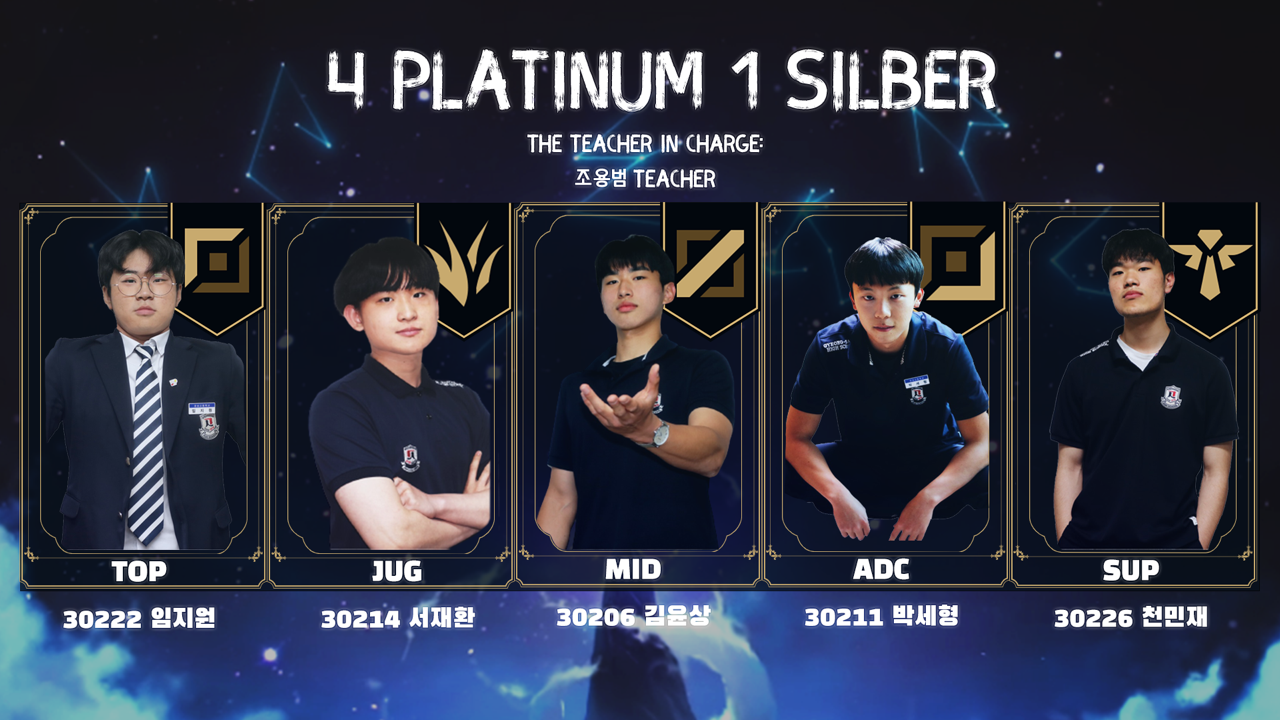 4 PLATINUM 1 SILBER
THE TEACHER IN CHARGE:
조용범 TEACHER
TOP
JUG
MID
ADC
SUP
30222 임지원
30214 서재환
30206 김윤상
30211 박세형
30226 천민재